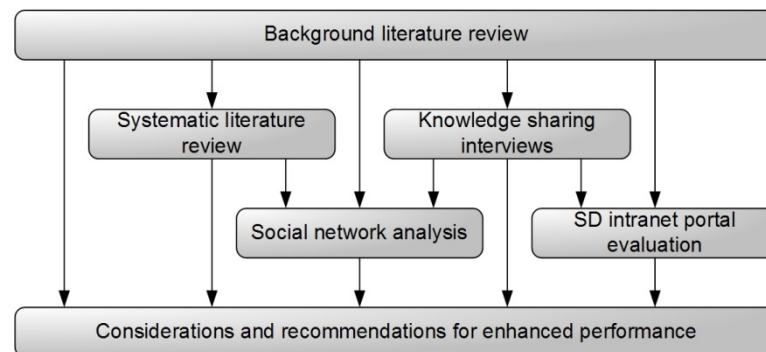 Background literature review
Systematic literature
review
Knowledge sharing
interviews
Social network analysis
SD intranet portal
evaluation
Considerations and recommendations for enhanced performance